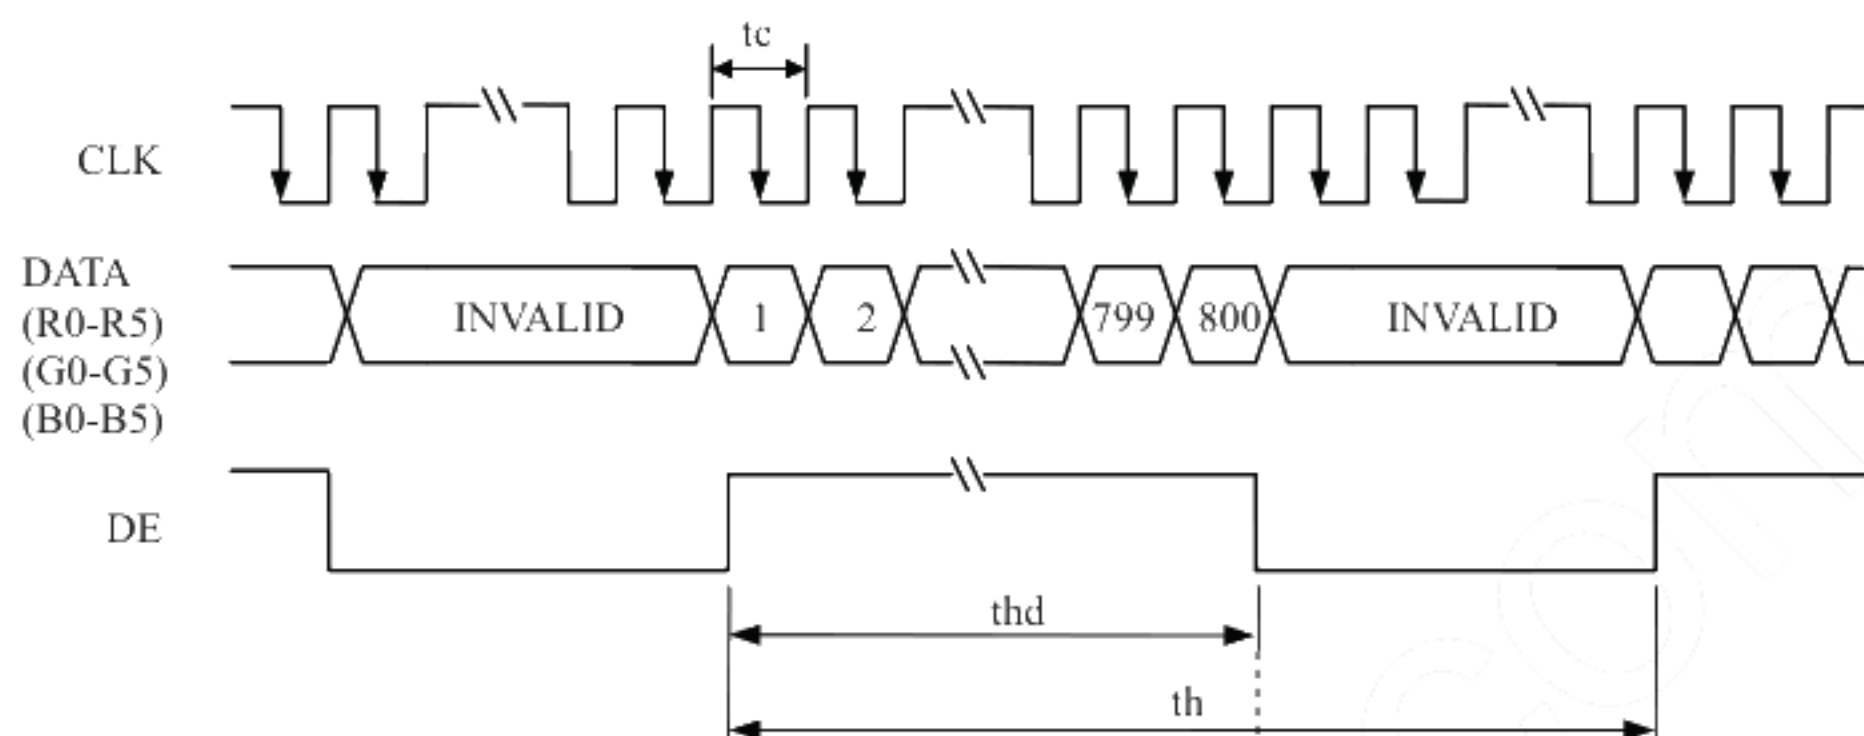 tc
CLK
DATA
(R0-R5)
(G0-G5)
(B0-B5)
INVALID 1 2 799 800 INVALID
DE
thd
th